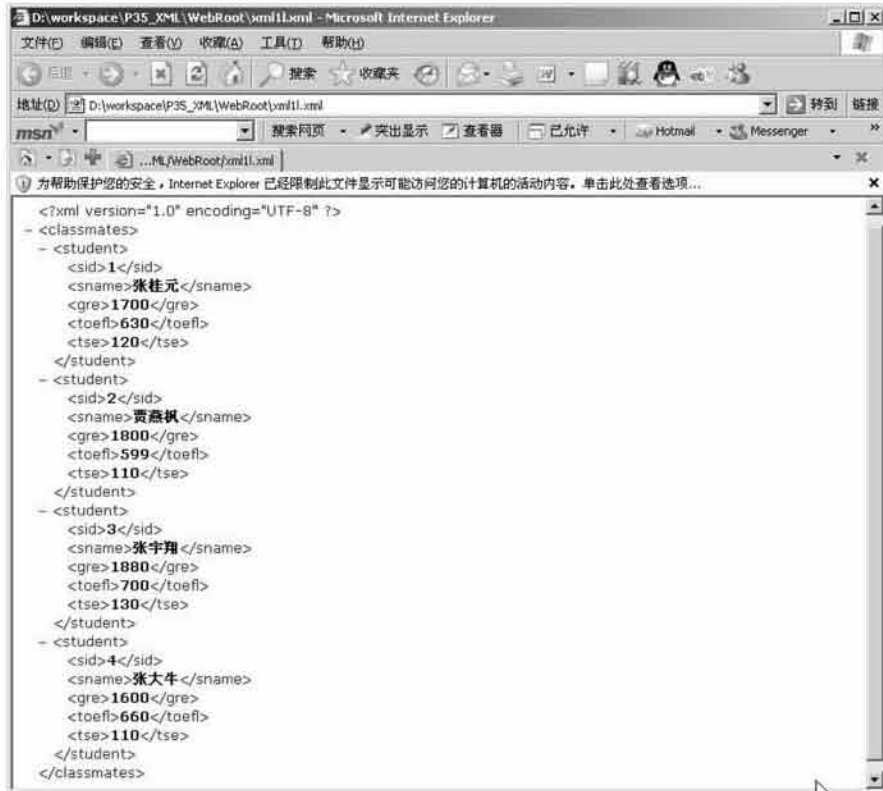 D:\workspace\P35_XML\WebRoot\xml1l.xml - Microsoft Internet Explorer
文件(F) 编辑(E) 查看(V) 收藏(A) 工具(T) 帮助(H)
搜索 收藏夹
地址(D) D:\workspace\P35_XML\WebRoot\xml1l.xml 转到 链接
msn 搜索网页 突出显示 查看器 已允许 Hotmail Messenger
...ML/WebRoot/xml1l.xml
为帮助保护您的安全，Internet Explorer 已经限制此文件显示可能访问您的计算机的活动内容。单击此处查看选项...
<?xml version="1.0" encoding="UTF-8" ?>
- <classmates>
- <student>
<sid>1</sid>
<sname>张桂元</sname>
<gre>1700</gre>
<toefl>630</toefl>
<tse>120</tse>
</student>
- <student>
<sid>2</sid>
<sname>贾燕枫</sname>
<gre>1800</gre>
<toefl>599</toefl>
<tse>110</tse>
</student>
- <student>
<sid>3</sid>
<sname>张宇翔</sname>
<gre>1880</gre>
<toefl>700</toefl>
<tse>130</tse>
</student>
- <student>
<sid>4</sid>
<sname>张大牛</sname>
<gre>1600</gre>
<toefl>660</toefl>
<tse>110</tse>
</student>
</classmates>